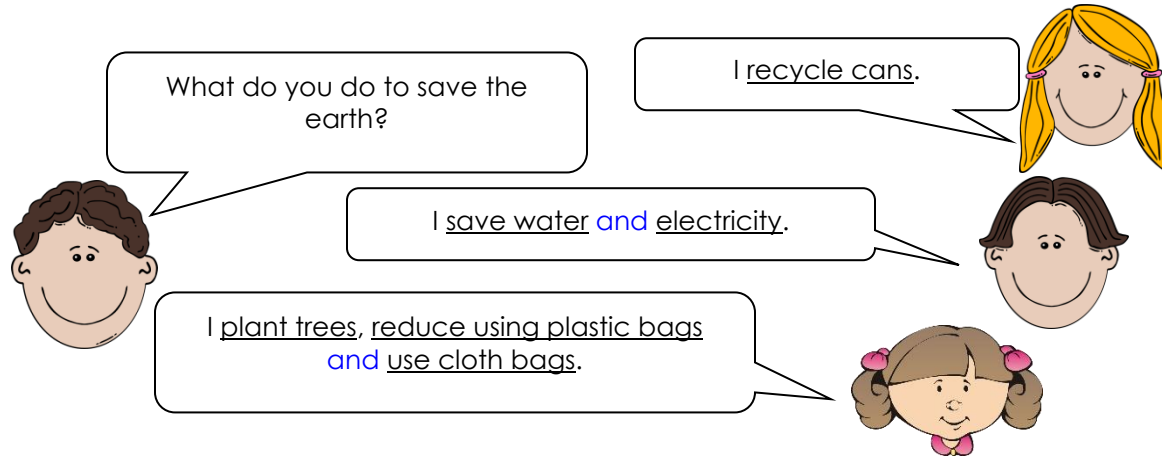 What do you do to save the
earth?
I recycle cans.
I save water and electricity.
I plant trees, reduce using plastic bags
and use cloth bags.